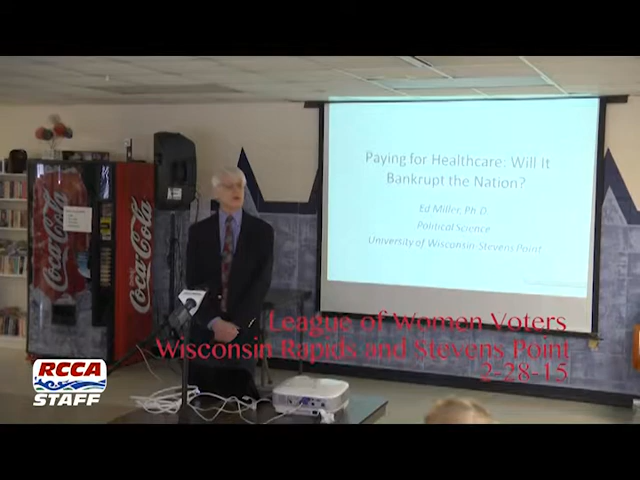 Paying for Healthcare: Will It
Bankrupt the Nation?
Ed Miller, Ph.D.
Political Science
University of Wisconsin-Stevens Point
Coca-Cola
Coca-Cola
League of Women Voters
Wisconsin Rapids and Stevens Point
2-28-15
RCCA
STAFF